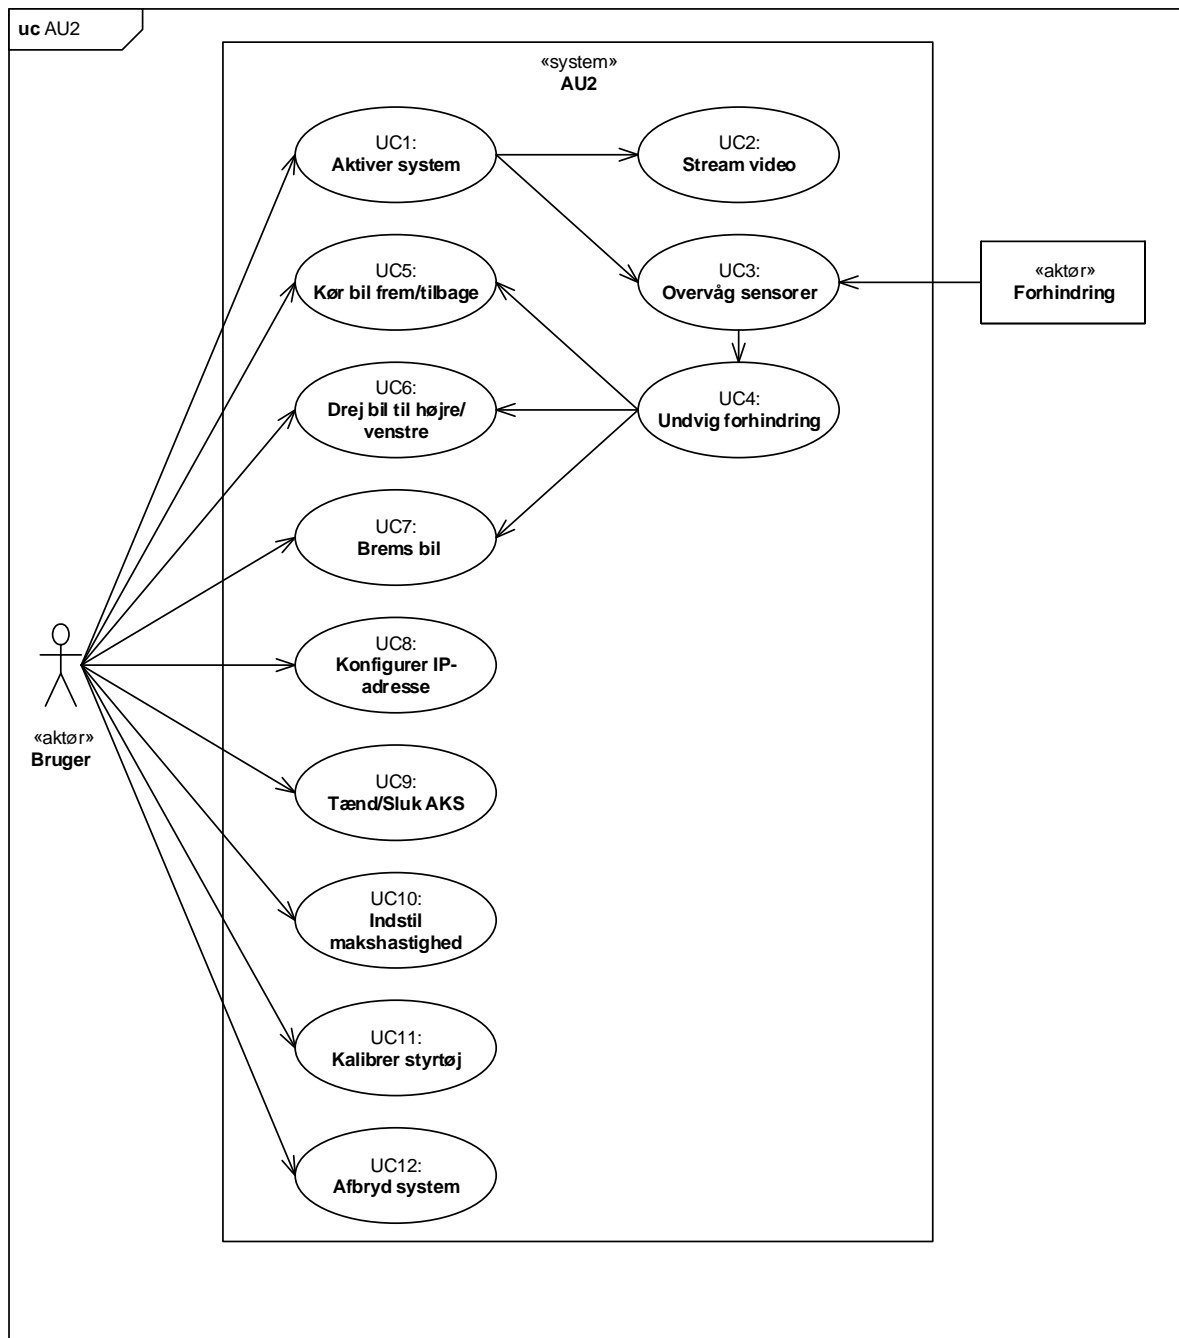 uc AU2
«system»
AU2
UC1:
Aktiver system
UC2:
Stream video
UC5:
Kør bil frem/tilbage
UC3:
Overvåg sensorer
«aktør»
Forhindring
UC6:
Drej bil til højre/
venstre
UC4:
Undvig forhindring
UC7:
Brems bil
UC8:
Konfigurer IP-
adresse
«aktør»
Bruger
UC9:
Tænd/Sluk AKS
UC10:
Indstil
makshastighed
UC11:
Kalibrer styrtøj
UC12:
Afbryd system